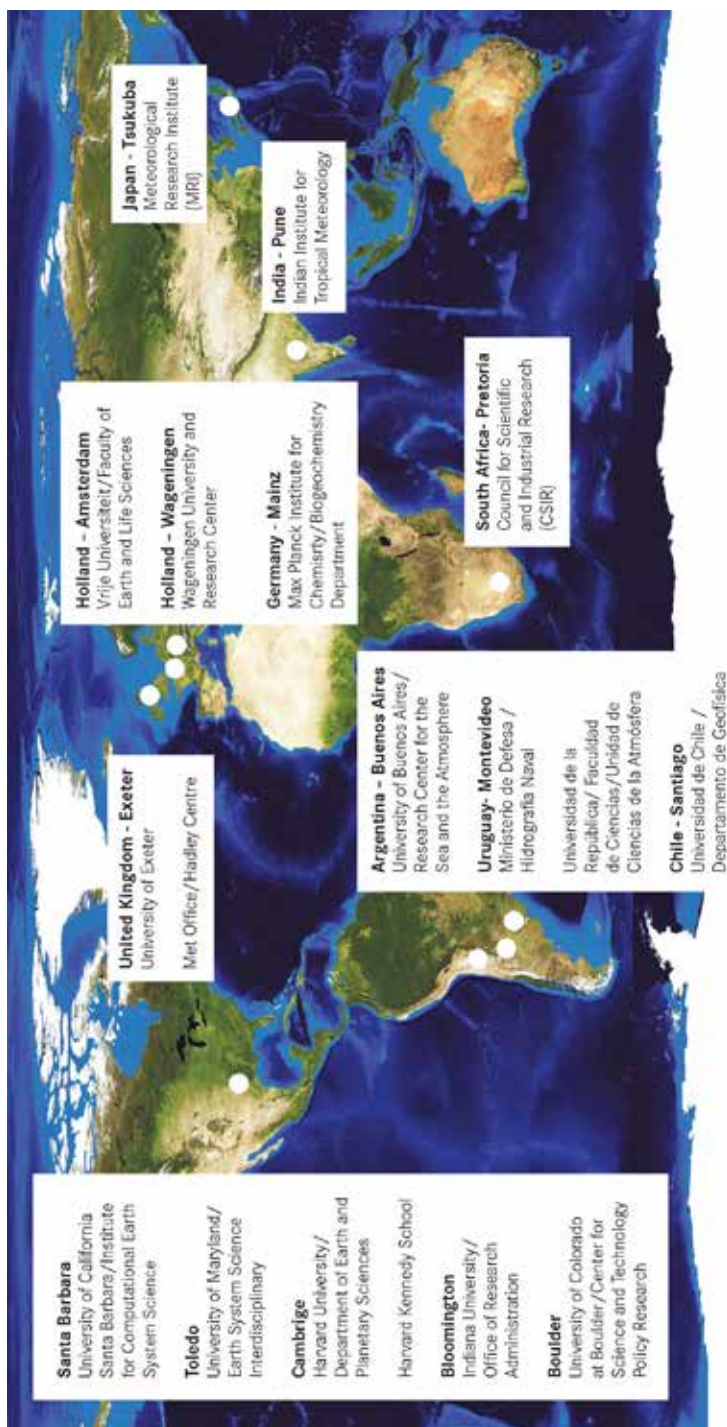 Santa Barbara
University of California
Santa Barbara/Institute
for Computational Earth
System Science
Toledo
University of Maryland/
Earth System Science
Interdisciplinary
Cambrige
Harvard University/
Department of Earth and
Planetary Sciences
Harvard Kennedy School
Bloomington
Indiana University/
Office of Research
Administration
Boulder
University of Colorado
at Boulder/Center for
Science and Technology
Policy Research
United Kingdom - Exeter
University of Exeter
Met Office/Hadley Centre
Argentina – Buenos Aires
University of Buenos Aires/
Research Center for the
Sea and the Atmosphere
Uruguay- Montevideo
Ministerio de Defesa /
Hidrografia Naval
Universidad de la
República/ Faculdad
de Ciencias/Unidad de
Ciencias de la Atmósfera
Chile - Santiago
Universidad de Chile /
Departamento de Geofísica
Holland – Amsterdam
Vrije Universiteit/Faculty of
Earth and Life Sciences
Holland – Wageningen
Wageningen University and
Research Center
Germany - Mainz
Max Planck Institute for
Chemisrty/Biogeochemistry
Department
South Africa- Pretoria
Council for Scientific
and Industrial Research
(CSIR)
Japan - Tsukuba
Meteorological
Research Institute
(MRI)
India - Pune
Indian Institute for
Tropical Meteorology